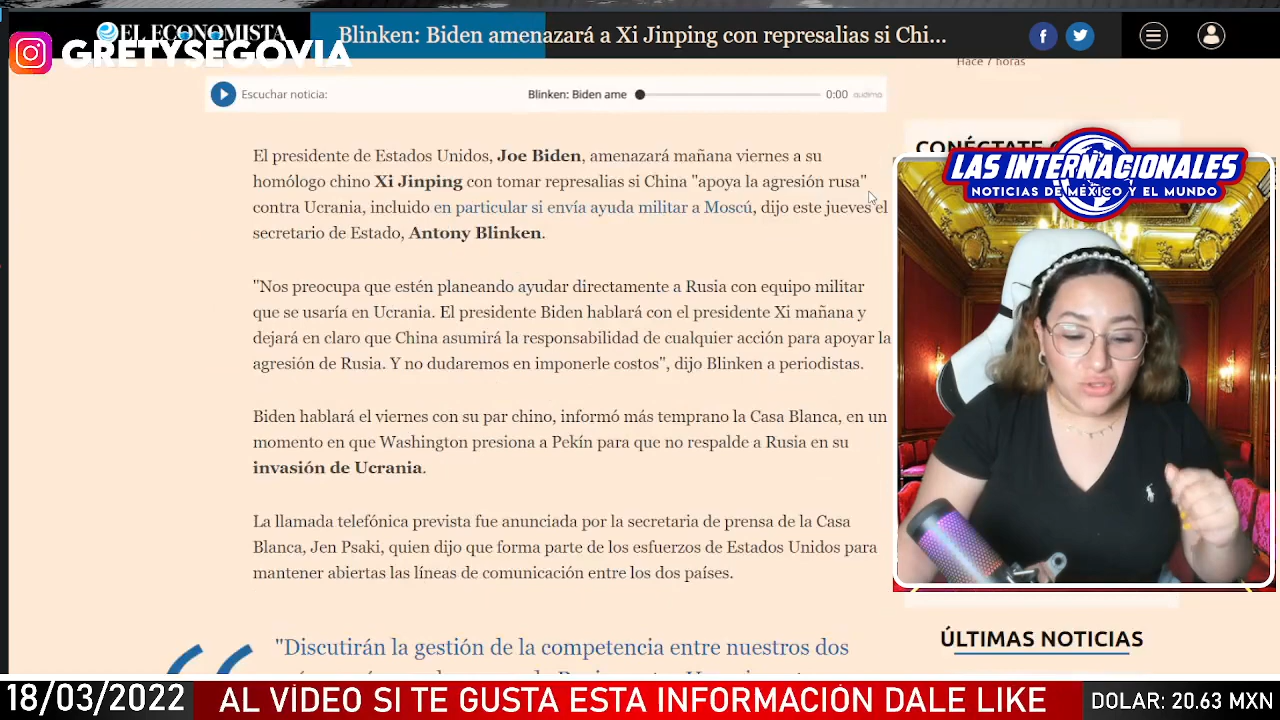 EL ECONOMISTA
GRETYSEGOVIA
Blinken: Biden amenazará a Xi Jinping con represalias si Chi...
Hace 7 horas
Escuchar noticia:
Blinken: Biden ame
0:00
audima
El presidente de Estados Unidos, Joe Biden, amenazará mañana viernes a su
homólogo chino Xi Jinping con tomar represalias si China "apoya la agresión rusa"
contra Ucrania, incluido en particular si envía ayuda militar a Moscú, dijo este jueves el
secretario de Estado, Antony Blinken.
"Nos preocupa que estén planeando ayudar directamente a Rusia con equipo militar
que se usaría en Ucrania. El presidente Biden hablará con el presidente Xi mañana y
dejará en claro que China asumirá la responsabilidad de cualquier acción para apoyar la
agresión de Rusia. Y no dudaremos en imponerle costos", dijo Blinken a periodistas.
Biden hablará el viernes con su par chino, informó más temprano la Casa Blanca, en un
momento en que Washington presiona a Pekín para que no respalde a Rusia en su
invasión de Ucrania.
La llamada telefónica prevista fue anunciada por la secretaria de prensa de la Casa
Blanca, Jen Psaki, quien dijo que forma parte de los esfuerzos de Estados Unidos para
mantener abiertas las líneas de comunicación entre los dos países.
"Discutirán la gestión de la competencia entre nuestros dos
CONÉCTATE
LAS INTERNACIONALES
NOTICIAS DE MÉXICO Y EL MUNDO
ÚLTIMAS NOTICIAS
18/03/2022
AL VÍDEO SI TE GUSTA ESTA INFORMACIÓN DALE LIKE
DOLAR: 20.63 MXN